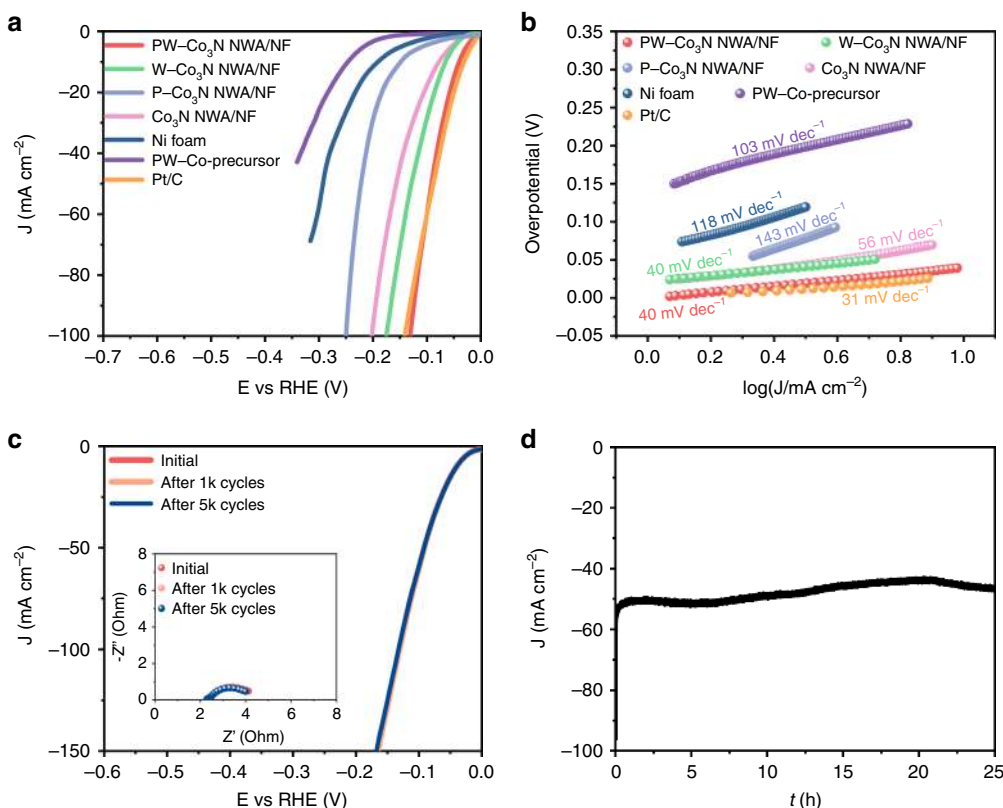 a
0
−20
−40
−60
−80
−100
J (mA cm⁻²)
PW–Co₃N NWA/NF
W–Co₃N NWA/NF
P–Co₃N NWA/NF
Co₃N NWA/NF
Ni foam
PW–Co-precursor
Pt/C
−0.7 −0.6 −0.5 −0.4 −0.3 −0.2 −0.1 0.0
E vs RHE (V)
b
0.30
0.25
0.20
0.15
0.10
0.05
0.00
−0.05
Overpotential (V)
PW–Co₃N NWA/NF W–Co₃N NWA/NF
P–Co₃N NWA/NF Co₃N NWA/NF
Ni foam PW–Co-precursor
Pt/C
103 mV dec⁻¹
118 mV dec⁻¹
143 mV dec⁻¹
56 mV dec⁻¹
40 mV dec⁻¹
40 mV dec⁻¹
31 mV dec⁻¹
0.0 0.2 0.4 0.6 0.8 1.0
log(J/mA cm⁻²)
c
0
−50
−100
−150
J (mA cm⁻²)
Initial
After 1k cycles
After 5k cycles
8
6
4
2
0
-Z″ (Ohm)
Initial
After 1k cycles
After 5k cycles
0 2 4 6 8
Z′ (Ohm)
−0.6 −0.5 −0.4 −0.3 −0.2 −0.1 0.0
E vs RHE (V)
d
0
−20
−40
−60
−80
−100
J (mA cm⁻²)
0 5 10 15 20 25
t (h)